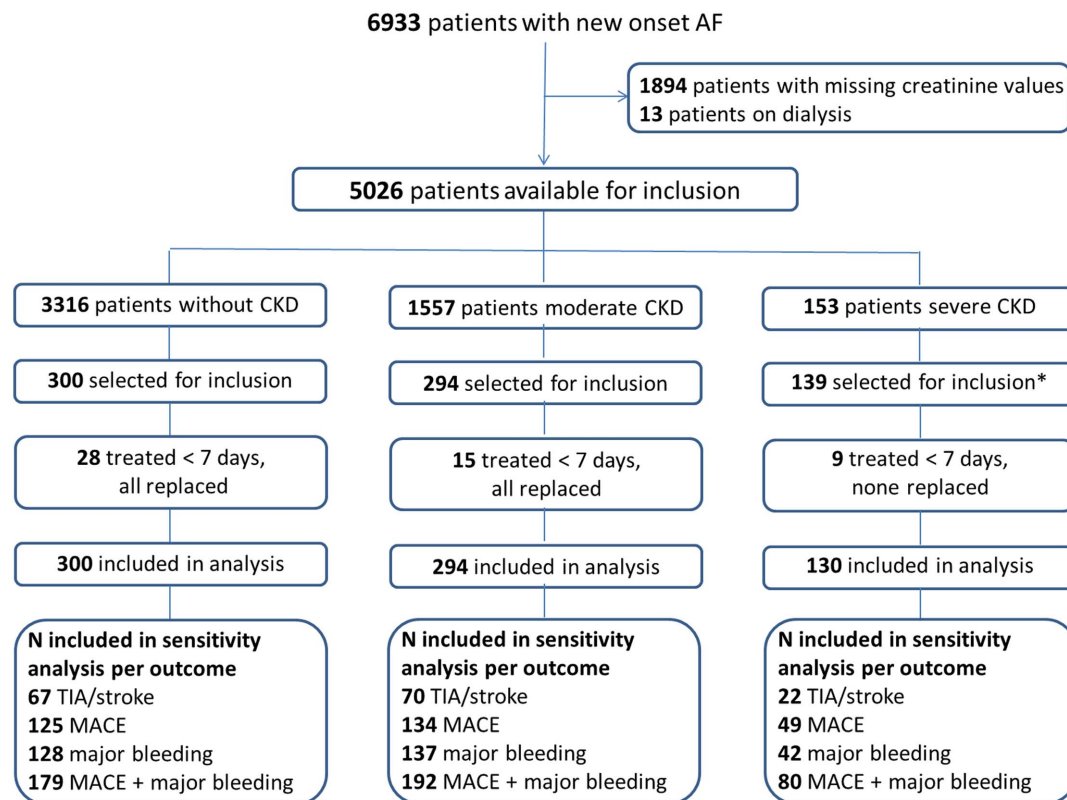 6933 patients with new onset AF
1894 patients with missing creatinine values
13 patients on dialysis
5026 patients available for inclusion
3316 patients without CKD
1557 patients moderate CKD
153 patients severe CKD
300 selected for inclusion
294 selected for inclusion
139 selected for inclusion*
28 treated < 7 days,
all replaced
15 treated < 7 days,
all replaced
9 treated < 7 days,
none replaced
300 included in analysis
294 included in analysis
130 included in analysis
N included in sensitivity
analysis per outcome
67 TIA/stroke
125 MACE
128 major bleeding
179 MACE + major bleeding
N included in sensitivity
analysis per outcome
70 TIA/stroke
134 MACE
137 major bleeding
192 MACE + major bleeding
N included in sensitivity
analysis per outcome
22 TIA/stroke
49 MACE
42 major bleeding
80 MACE + major bleeding